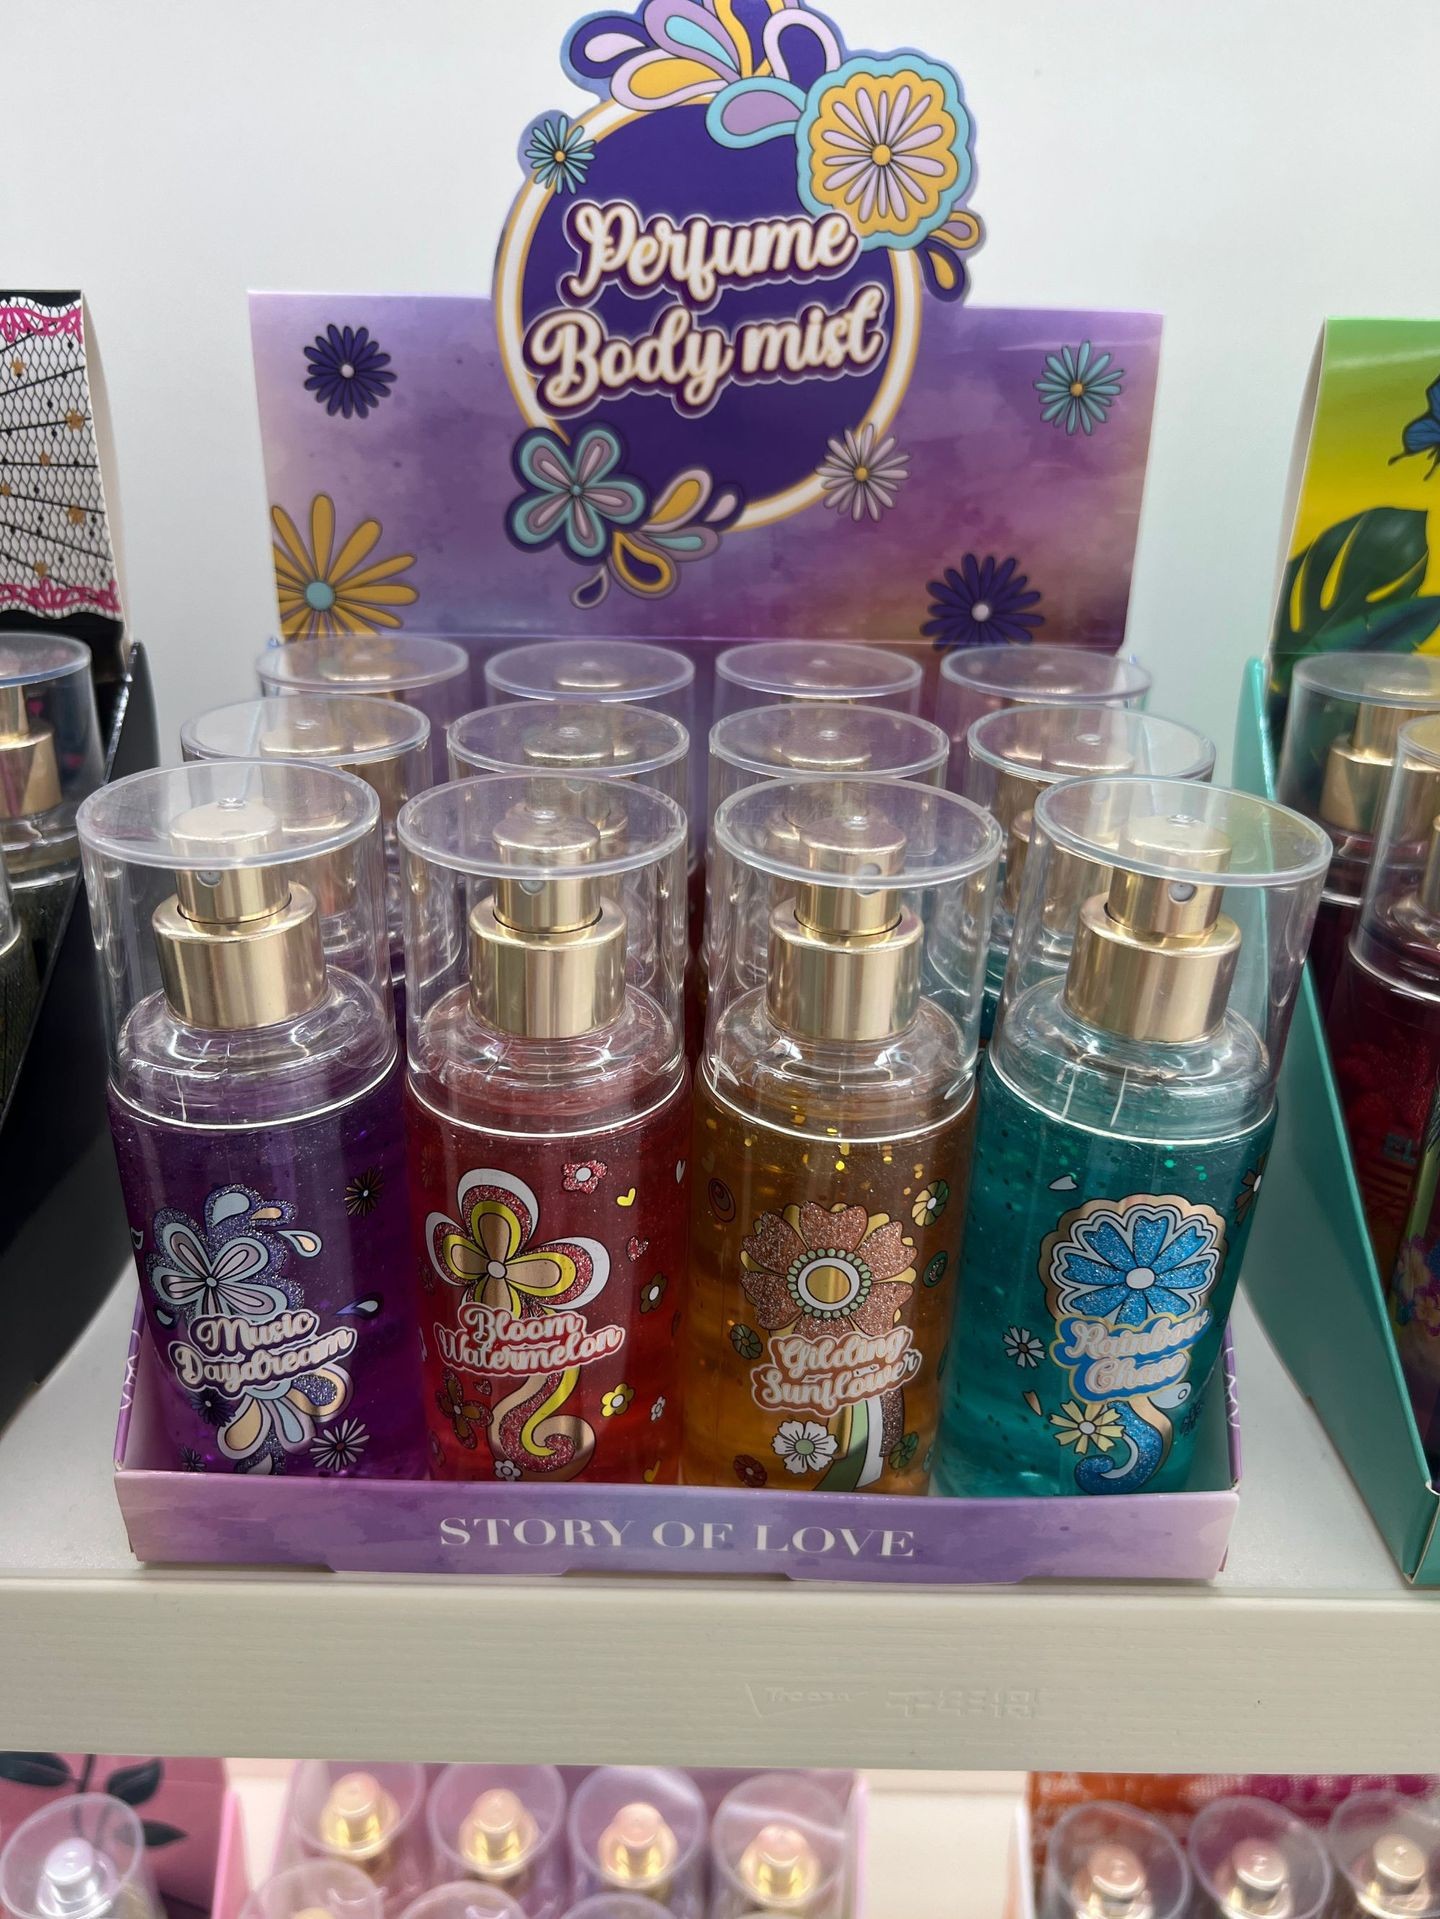 Perfume
Body mist
Music
Daydream
Bloom
Watermelon
Gilding
Sunflower
Rainbow
Chase
STORY OF LOVE